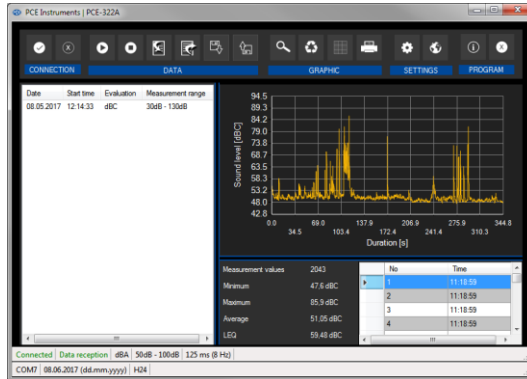 PCE Instruments | PCE-322A
CONNECTION DATA GRAPHIC SETTINGS PROGRAM
Date Start time Evaluation Measurement range
08.05.2017 12:14:33 dBC 30dB - 130dB
Sound level [dBC]
94.5
89.3
84.2
79.0
73.8
68.7
63.5
58.3
53.2
48.0
42.8
0.0 69.0 137.9 206.9 275.9 344.8
34.5 103.4 172.4 241.4 310.3
Duration [s]
Measurement values 2043
Minimum 47,6 dBC
Maximum 85,9 dBC
Average 51,05 dBC
LEQ 59,48 dBC
No Time
1 11:18:59
2 11:18:59
3 11:18:59
4 11:18:59
Connected Data reception dBA 50dB - 100dB 125 ms (8 Hz)
COM7 08.06.2017 (dd.mm.yyyy) H24